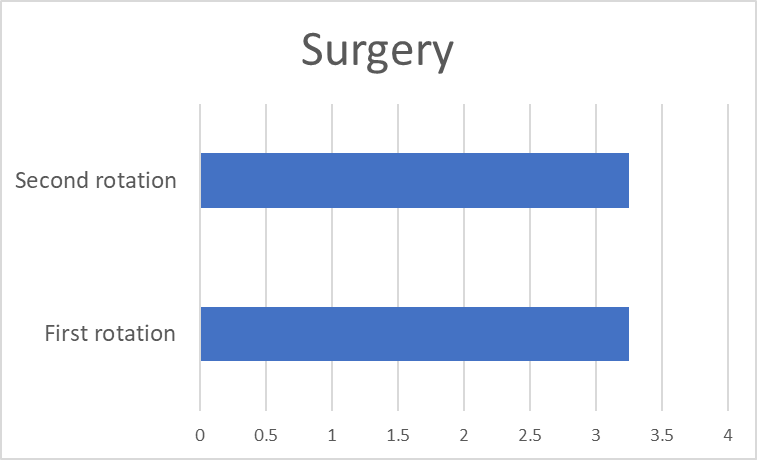 Surgery
Second rotation
First rotation
0 0.5 1 1.5 2 2.5 3 3.5 4